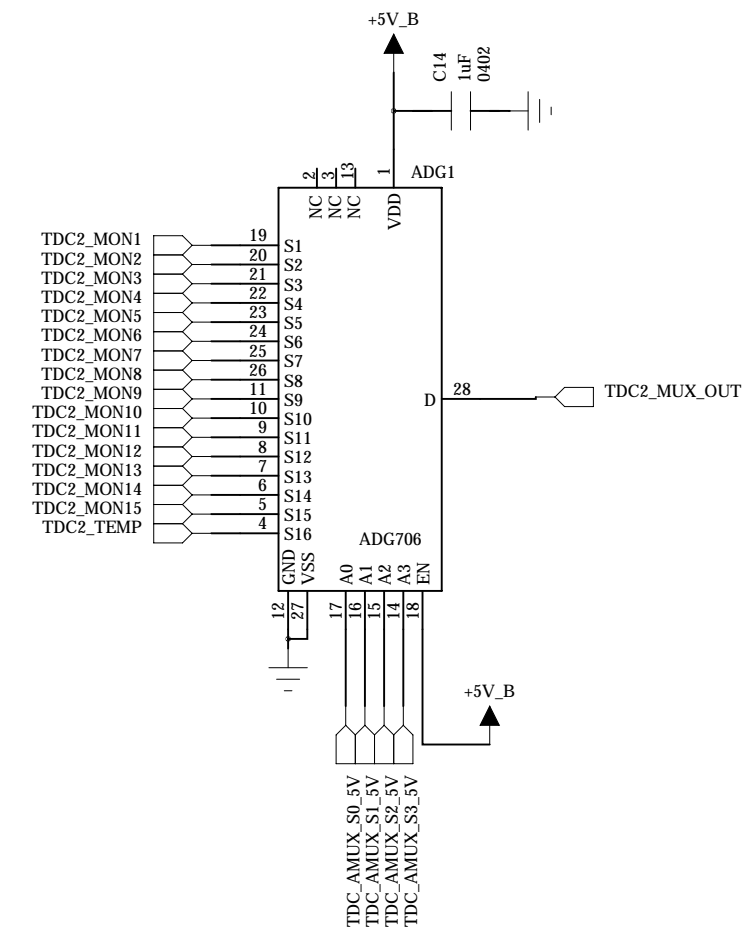 +5V_B
C14
1uF
0402
2
3
13
1
ADG1
NC
NC
NC
VDD
TDC2_MON1
19
S1
TDC2_MON2
20
S2
TDC2_MON3
21
S3
TDC2_MON4
22
S4
TDC2_MON5
23
S5
TDC2_MON6
24
S6
TDC2_MON7
25
S7
TDC2_MON8
26
S8
TDC2_MON9
11
S9
TDC2_MON10
10
S10
TDC2_MON11
9
S11
TDC2_MON12
8
S12
TDC2_MON13
7
S13
TDC2_MON14
6
S14
TDC2_MON15
5
S15
TDC2_TEMP
4
S16
D
28
TDC2_MUX_OUT
ADG706
GND
VSS
A0
A1
A2
A3
EN
12
27
17
16
15
14
18
+5V_B
TDC_AMUX_S0_5V
TDC_AMUX_S1_5V
TDC_AMUX_S2_5V
TDC_AMUX_S3_5V